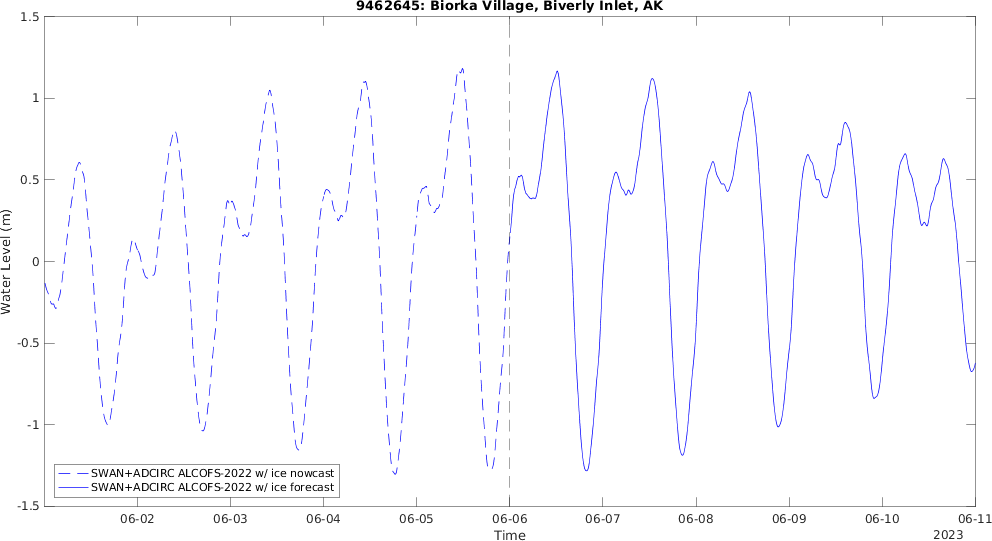 9462645: Biorka Village, Biverly Inlet, AK
Water Level (m)
1.5
1
0.5
0
-0.5
-1
-1.5
SWAN+ADCIRC ALCOFS-2022 w/ ice nowcast
SWAN+ADCIRC ALCOFS-2022 w/ ice forecast
06-02 06-03 06-04 06-05 06-06 06-07 06-08 06-09 06-10 06-11
Time
2023